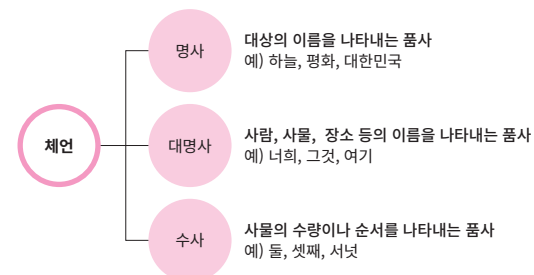 명사
대상의 이름을 나타내는 품사
예) 하늘, 평화, 대한민국
체언
대명사
사람, 사물, 장소 등의 이름을 나타내는 품사
예) 너희, 그것, 여기
수사
사물의 수량이나 순서를 나타내는 품사
예) 둘, 셋째, 서넛